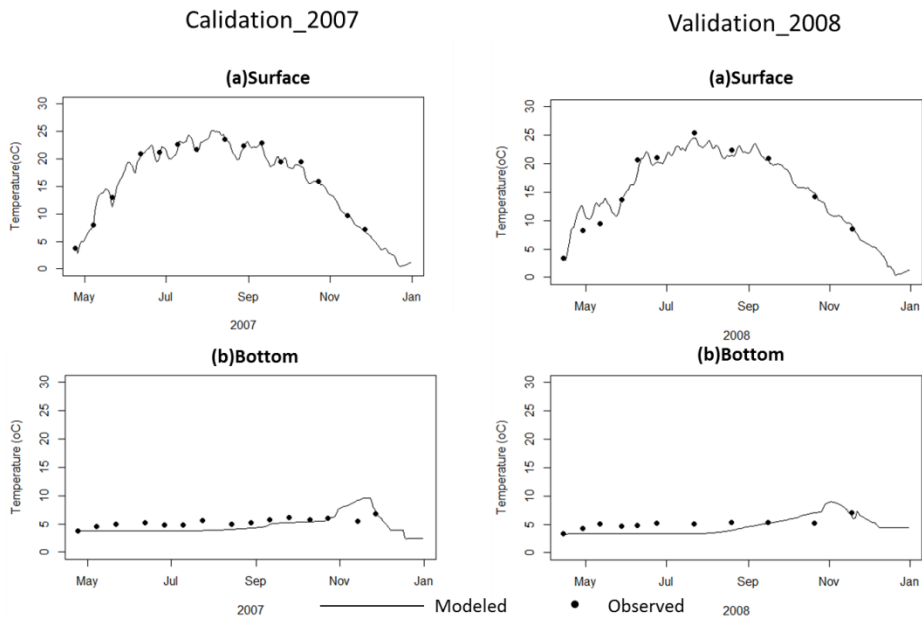 Calidation_2007
Validation_2008
(a)Surface
Temperature(oC)
30
25
20
15
10
5
0
May
Jul
Sep
Nov
Jan
2007
(a)Surface
Temperature(oC)
30
25
20
15
10
5
0
May
Jul
Sep
Nov
Jan
2008
(b)Bottom
Temperature (oC)
30
25
20
15
10
5
0
May
Jul
Sep
Nov
Jan
2007
(b)Bottom
Temperature (oC)
30
25
20
15
10
5
0
May
Jul
Sep
Nov
Jan
2008
Modeled
Observed